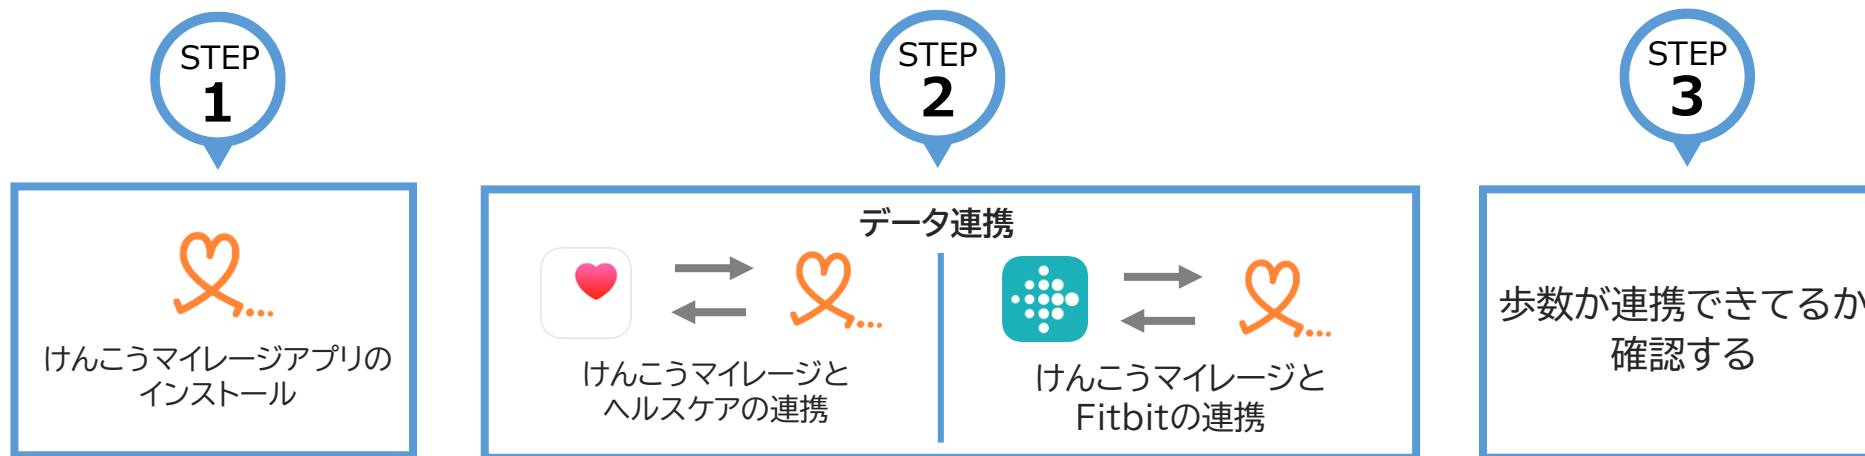 STEP
1
けんこうマイレージアプリの
インストール
STEP
2
データ連携
けんこうマイレージと
ヘルスケアの連携
けんこうマイレージと
Fitbitの連携
STEP
3
歩数が連携できてるか
確認する